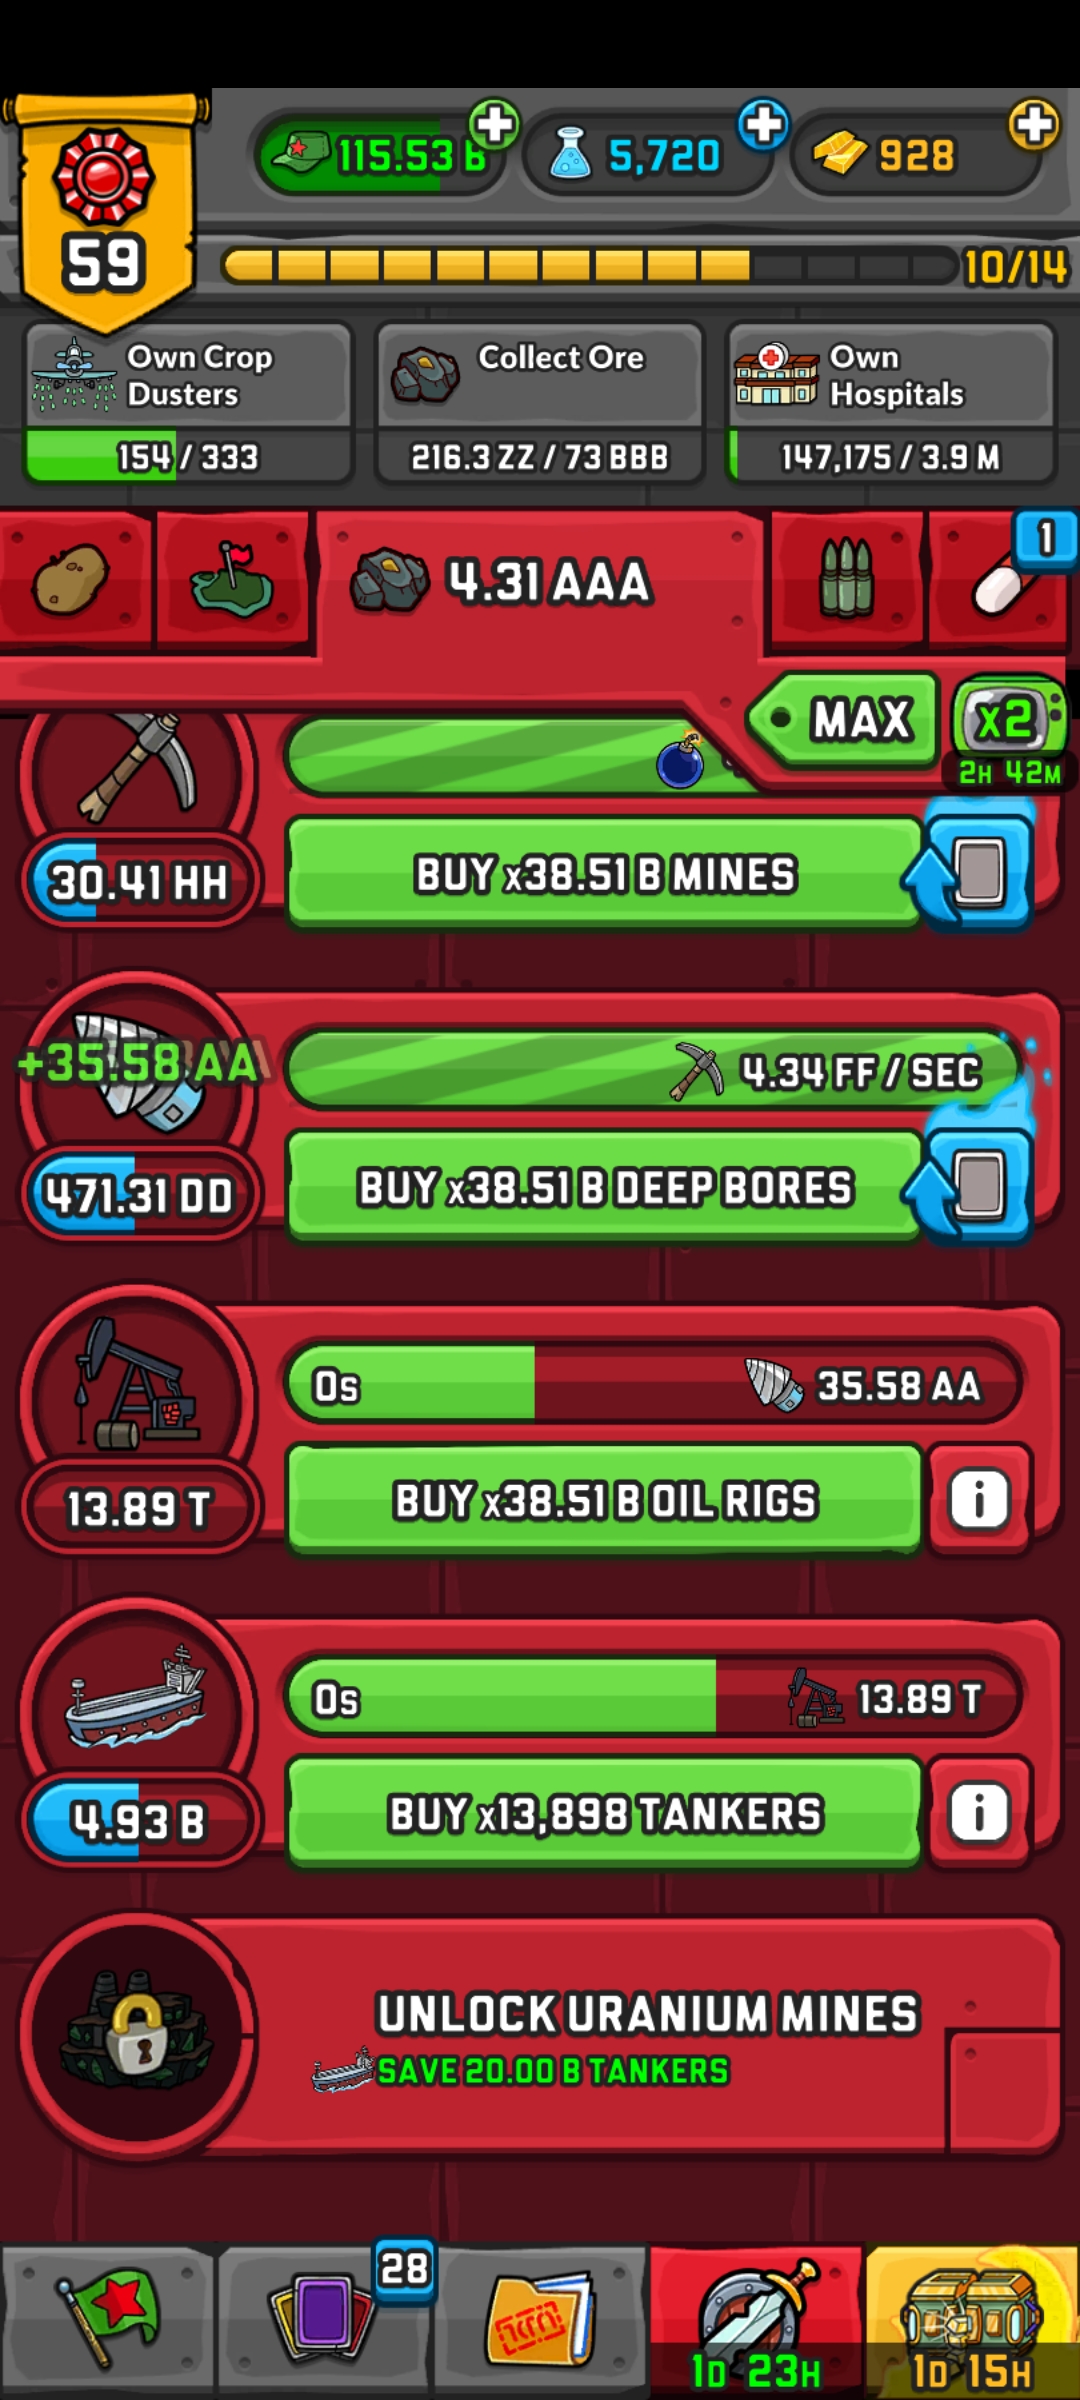 115.53 B
5,720
928
59
10/14
Own Crop
Dusters
154 / 333
Collect Ore
216.3 ZZ / 73 BBB
Own
Hospitals
147,175 / 3.9 M
4.31 AAA
1
MAX
x2
2H 42M
30.41 HH
BUY x38.51 B MINES
+35.58 AA
4.34 FF / SEC
471.31 DD
BUY x38.51 B DEEP BORES
0s
35.58 AA
13.89 T
BUY x38.51 B OIL RIGS
i
0s
13.89 T
4.93 B
BUY x13,898 TANKERS
i
UNLOCK URANIUM MINES
SAVE 20.00 B TANKERS
28
1D 23H
1D 15H